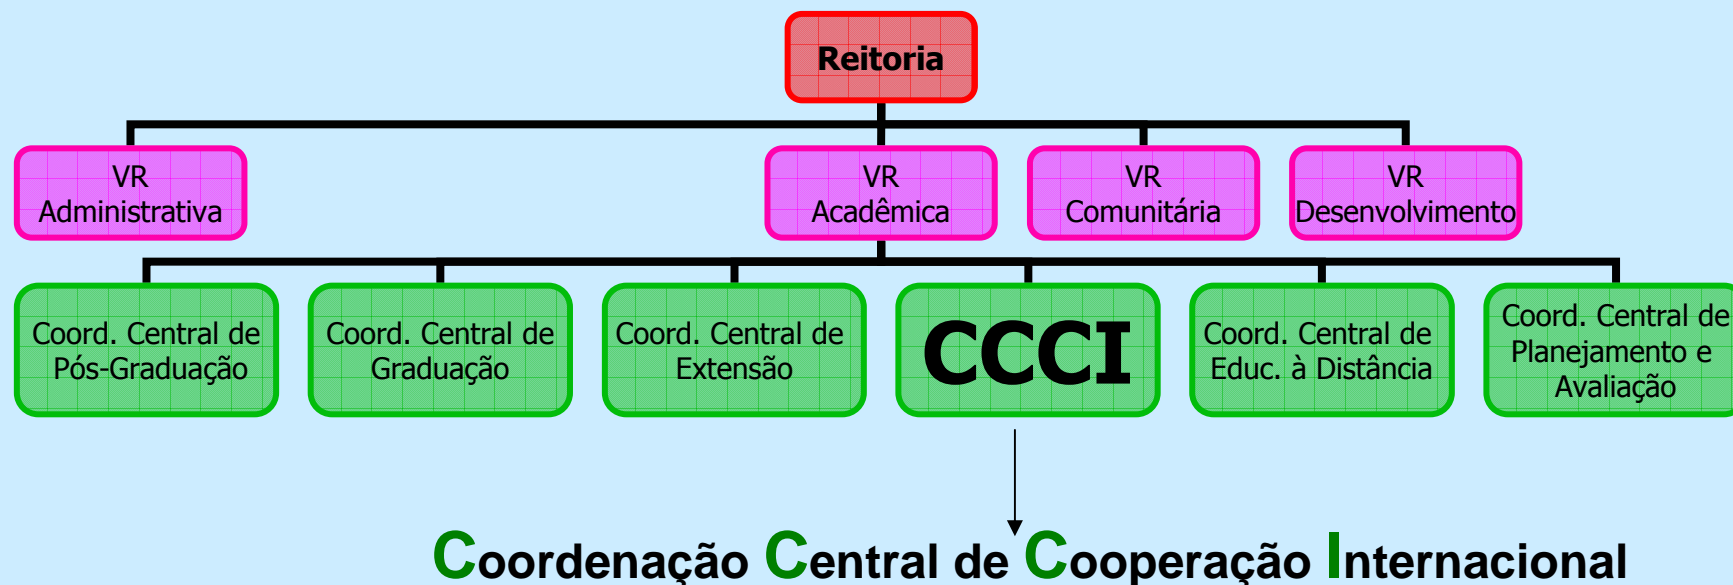 Reitoria
VR
Administrativa
VR
Acadêmica
VR
Comunitária
VR
Desenvolvimento
Coord. Central de
Pós-Graduação
Coord. Central de
Graduação
Coord. Central de
Extensão
CCCI
Coord. Central de
Educ. à Distância
Coord. Central de
Planejamento e
Avaliação
Coordenação Central de Cooperação Internacional